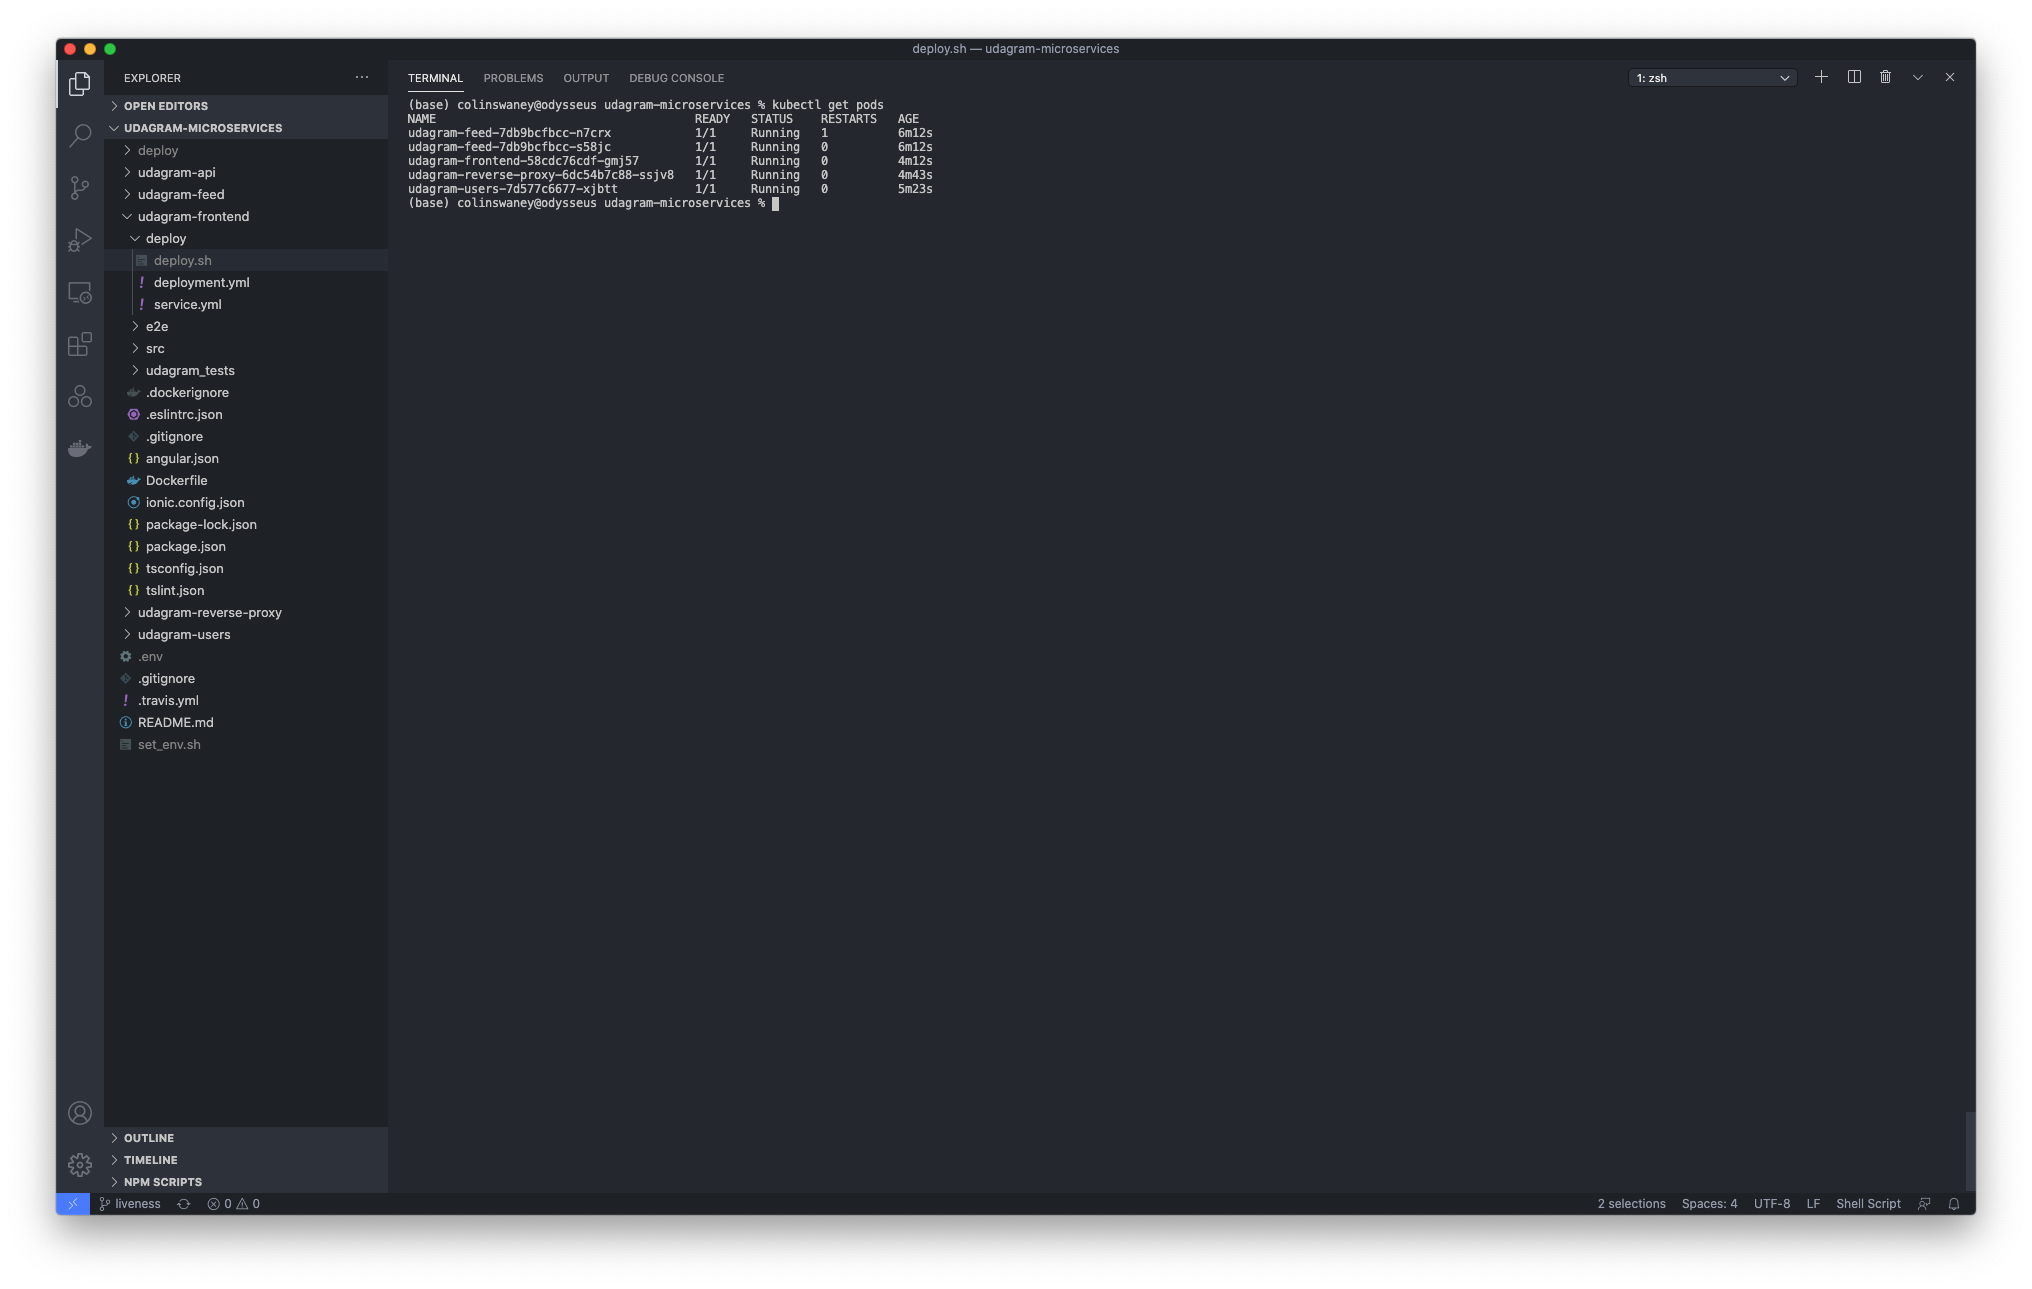 deploy.sh — udagram-microservices
EXPLORER
OPEN EDITORS
UDAGRAM-MICROSERVICES
deploy
udagram-api
udagram-feed
udagram-frontend
deploy
deploy.sh
! deployment.yml
! service.yml
e2e
src
udagram_tests
.dockerignore
.eslintrc.json
.gitignore
{} angular.json
Dockerfile
ionic.config.json
{} package-lock.json
{} package.json
{} tsconfig.json
{} tslint.json
udagram-reverse-proxy
udagram-users
.env
.gitignore
! .travis.yml
README.md
set_env.sh
OUTLINE
TIMELINE
NPM SCRIPTS
TERMINAL PROBLEMS OUTPUT DEBUG CONSOLE 1: zsh
(base) colinswaney@odysseus udagram-microservices % kubectl get pods
NAME READY STATUS RESTARTS AGE
udagram-feed-7db9bcfbcc-n7crx 1/1 Running 1 6m12s
udagram-feed-7db9bcfbcc-s58jc 1/1 Running 0 6m12s
udagram-frontend-58cdc76cdf-gmj57 1/1 Running 0 4m12s
udagram-reverse-proxy-6dc54b7c88-ssjv8 1/1 Running 0 4m43s
udagram-users-7d577c6677-xjbtt 1/1 Running 0 5m23s
(base) colinswaney@odysseus udagram-microservices %
liveness 0 0 2 selections Spaces: 4 UTF-8 LF Shell Script